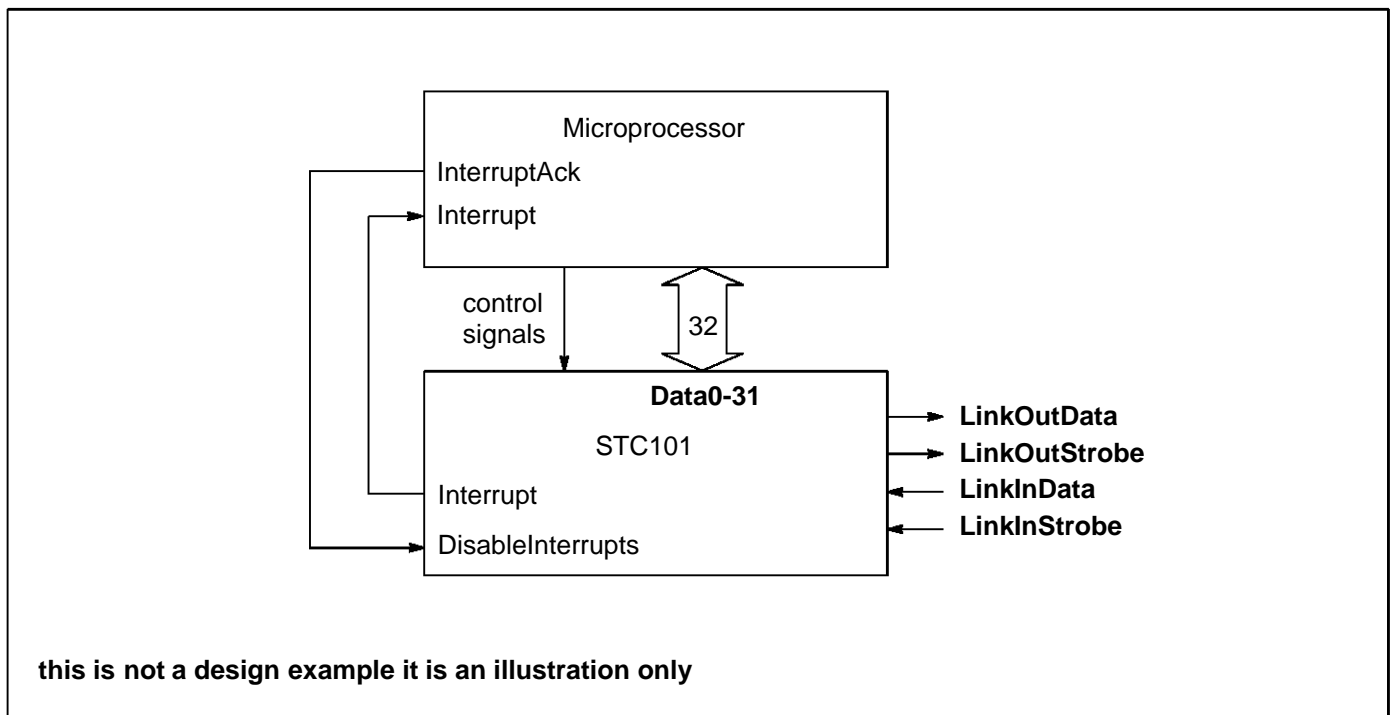 Microprocessor
InterruptAck
Interrupt
control
signals
32
Data0-31
STC101
Interrupt
DisableInterrupts
LinkOutData
LinkOutStrobe
LinkInData
LinkInStrobe
this is not a design example it is an illustration only